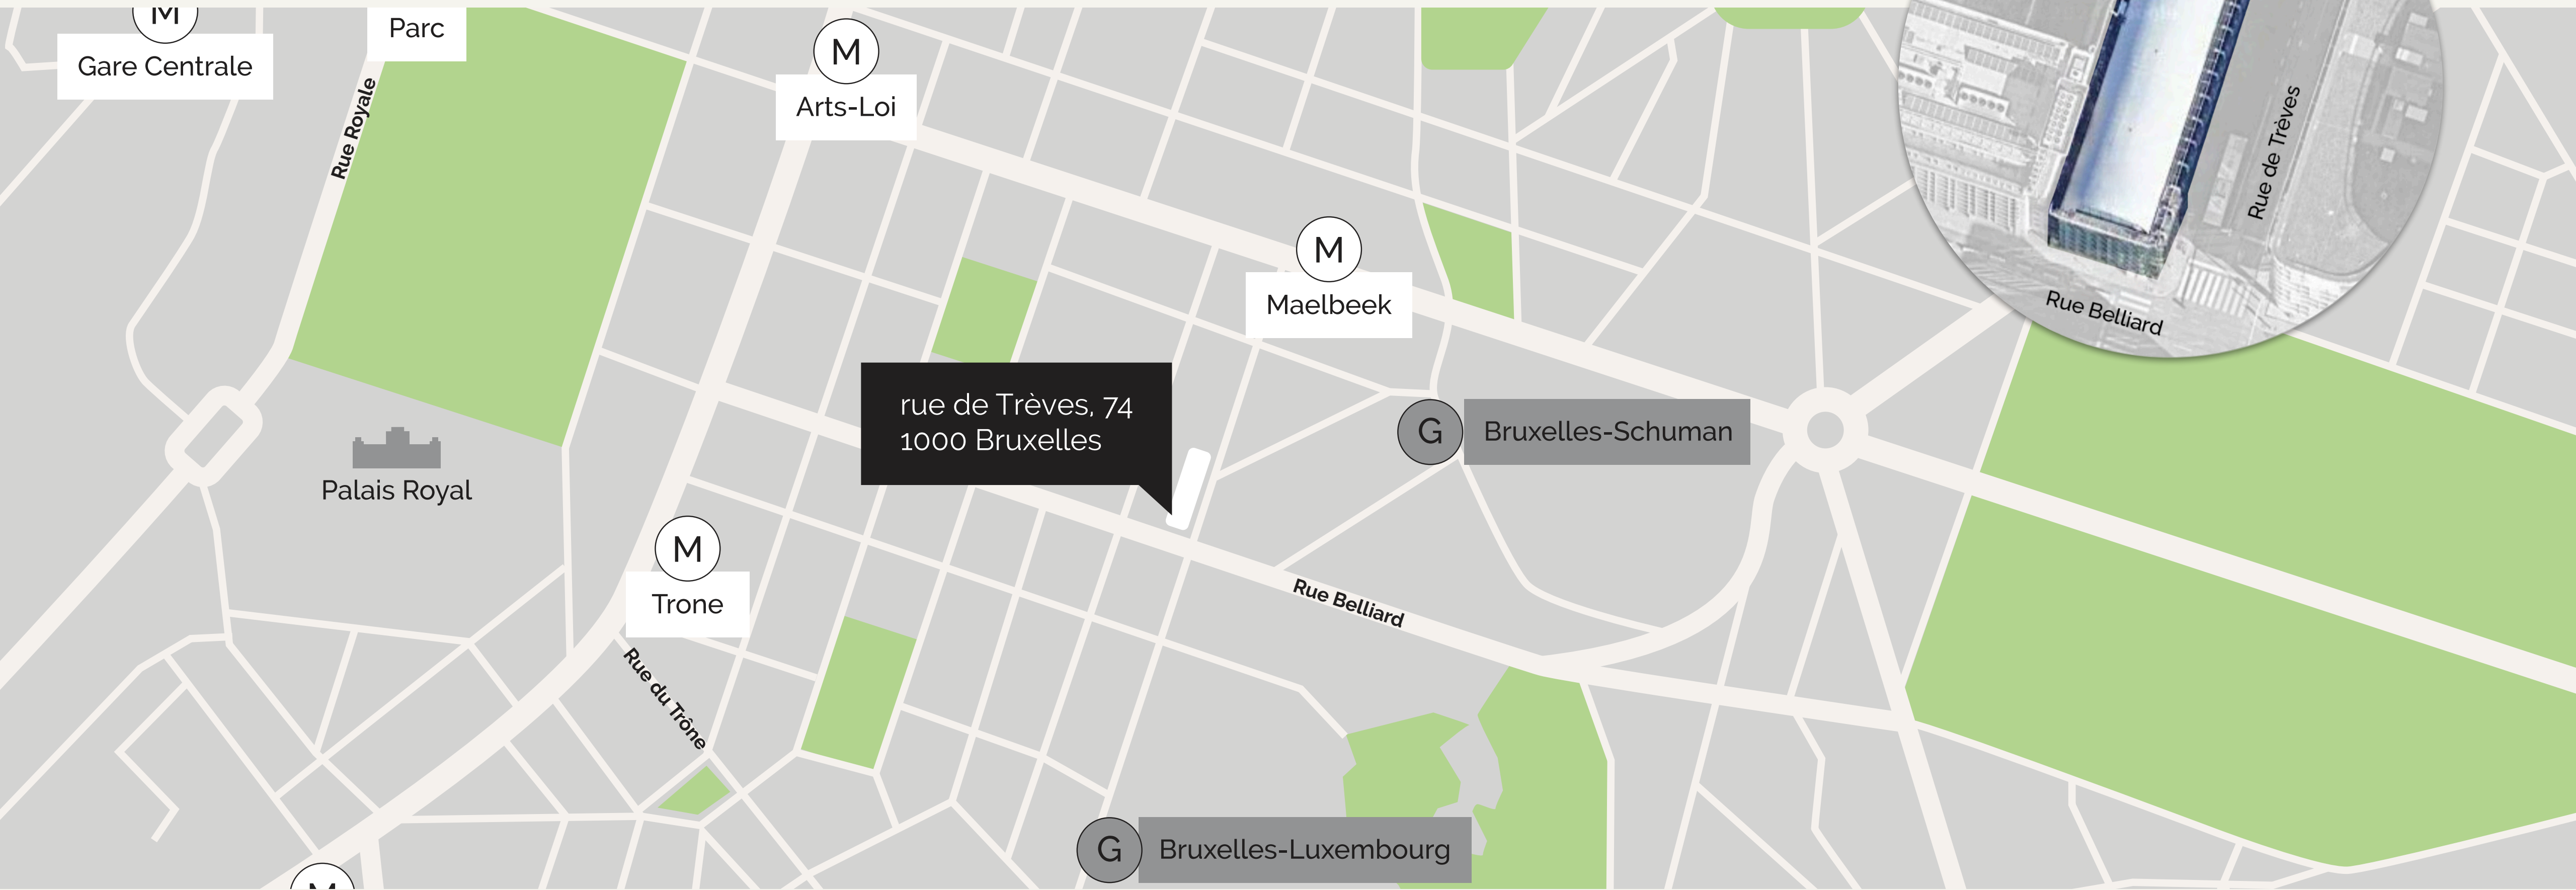 M
Gare Centrale
Parc
Rue Royale
M
Arts-Loi
M
Maelbeek
Rue de Trèves
Rue Belliard
rue de Trèves, 74
1000 Bruxelles
G
Bruxelles-Schuman
Palais Royal
M
Trone
Rue Belliard
Rue du Trône
G
Bruxelles-Luxembourg
M